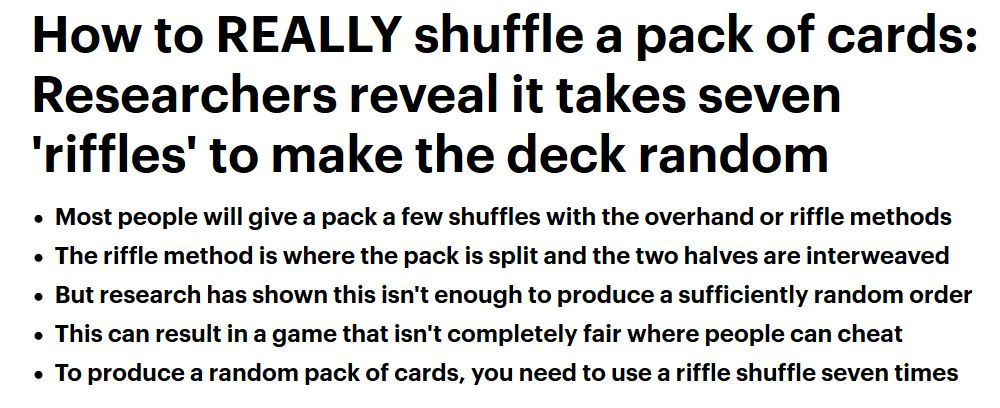 How to REALLY shuffle a pack of cards:
Researchers reveal it takes seven
'riffles' to make the deck random
• Most people will give a pack a few shuffles with the overhand or riffle methods
• The riffle method is where the pack is split and the two halves are interweaved
• But research has shown this isn't enough to produce a sufficiently random order
• This can result in a game that isn't completely fair where people can cheat
• To produce a random pack of cards, you need to use a riffle shuffle seven times